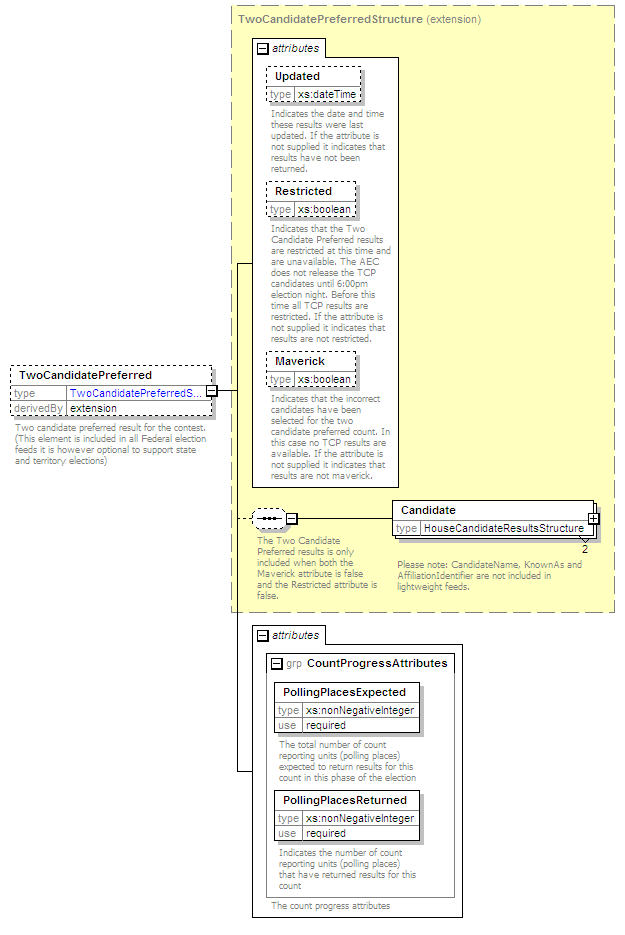 TwoCandidatePreferredStructure (extension)
attributes
Updated
type xs:dateTime
Indicates the date and time
these results were last
updated. If the attribute is
not supplied it indicates that
results have not been
returned.
Restricted
type xs:boolean
Indicates that the Two
Candidate Preferred results
are restricted at this time and
are unavailable. The AEC
does not release the TCP
candidates until 6:00pm
election night. Before this
time all TCP results are
restricted. If the attribute is
not supplied it indicates that
results are not restricted.
Maverick
type xs:boolean
Indicates that the incorrect
candidates have been
selected for the two
candidate preferred count. In
this case no TCP results are
available. If the attribute is
not supplied it indicates that
results are not maverick.
TwoCandidatePreferred
type TwoCandidatePreferredS...
derivedBy extension
Two candidate preferred result for the contest.
(This element is included in all Federal election
feeds it is however optional to support state
and territory elections)
The Two Candidate
Preferred results is only
included when both the
Maverick attribute is false
and the Restricted attribute is
false.
Candidate
type HouseCandidateResultsStructure
2
Please note: CandidateName, KnownAs and
AffiliationIdentifier are not included in
lightweight feeds.
attributes
grp CountProgressAttributes
PollingPlacesExpected
type xs:nonNegativeInteger
use required
The total number of count
reporting units (polling places)
expected to return results for this
count in this phase of the election
PollingPlacesReturned
type xs:nonNegativeInteger
use required
Indicates the number of count
reporting units (polling places)
that have returned results for this
count
The count progress attributes